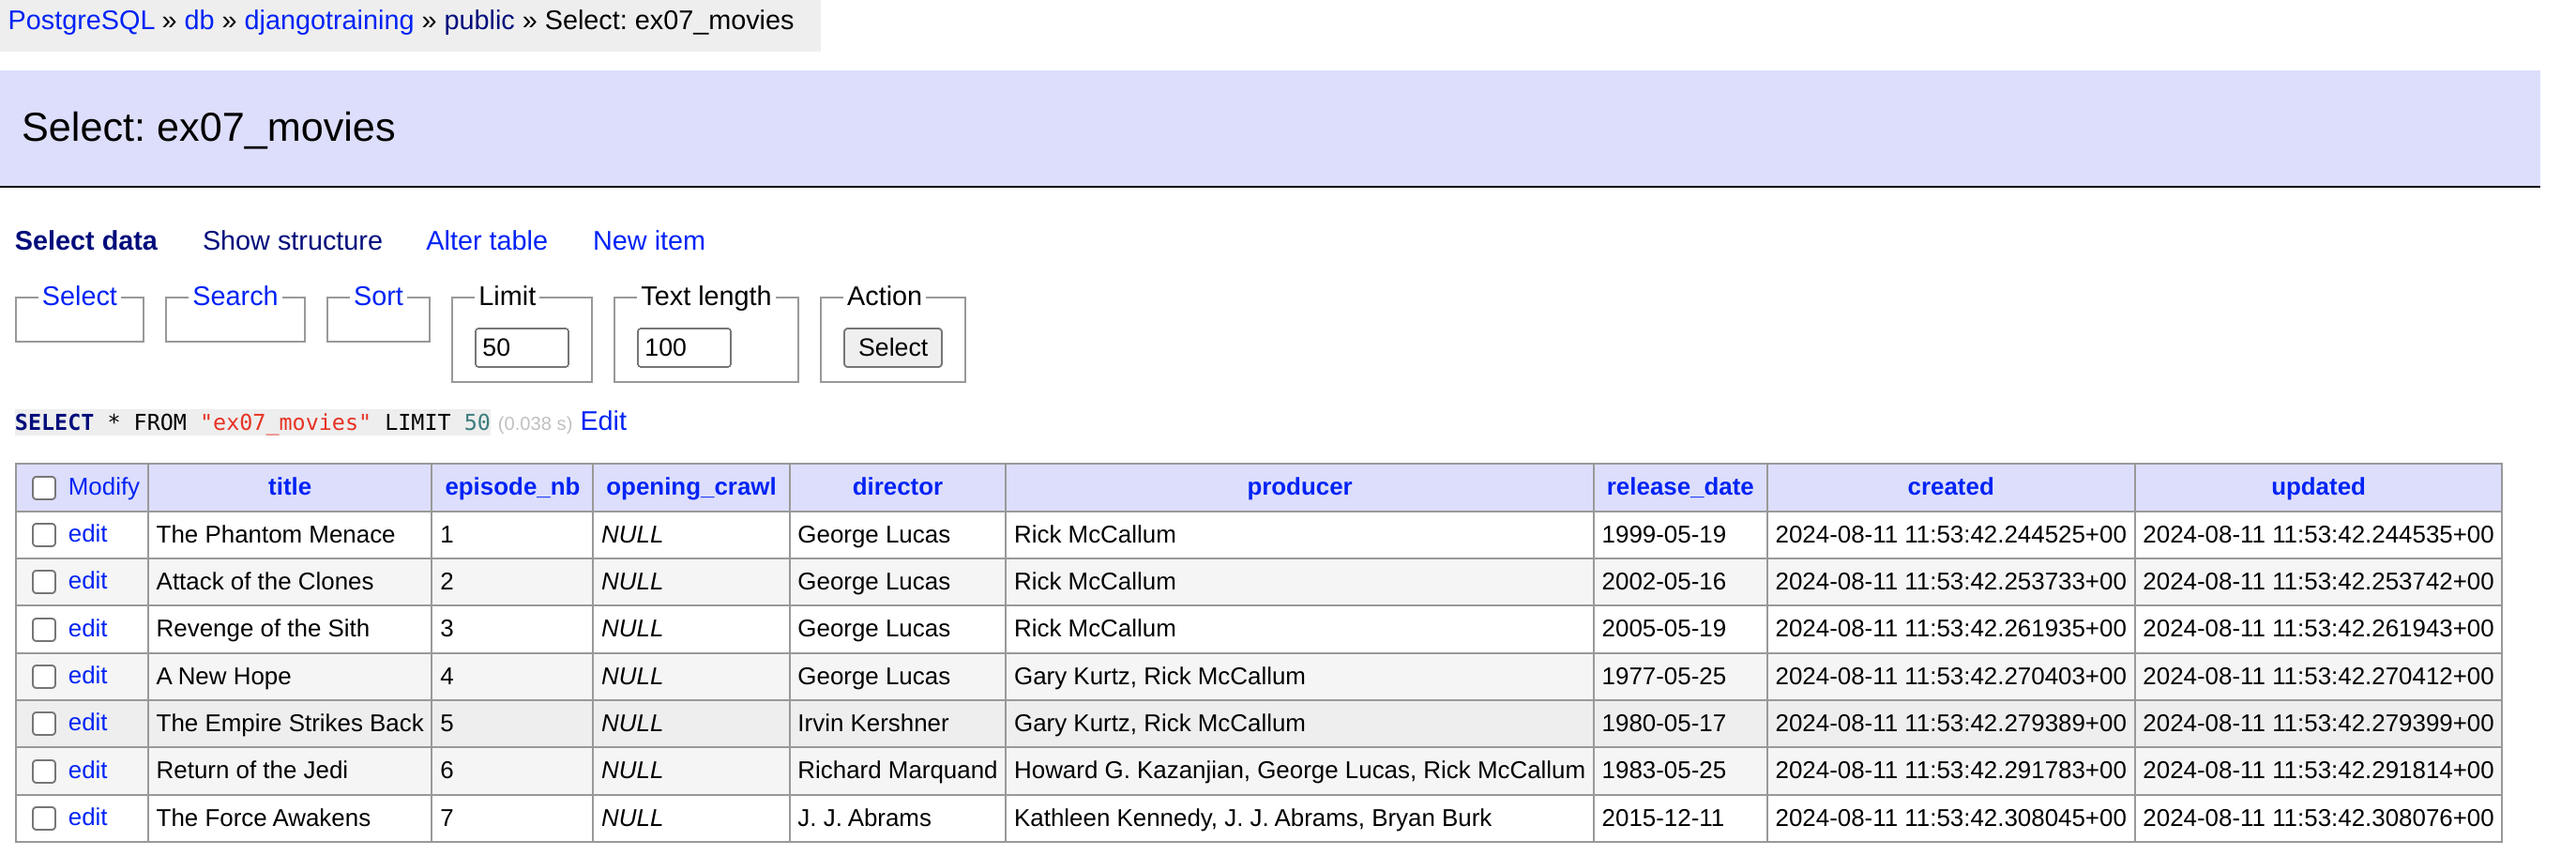 PostgreSQL » db » djangotraining » public » Select: ex07_movies
Select: ex07_movies
Select data Show structure Alter table New item
Select Search Sort Limit Text length Action
50 100 Select
SELECT * FROM "ex07_movies" LIMIT 50 (0.038 s) Edit
Modify title episode_nb opening_crawl director producer release_date created updated
edit The Phantom Menace 1 NULL George Lucas Rick McCallum 1999-05-19 2024-08-11 11:53:42.244525+00 2024-08-11 11:53:42.244535+00
edit Attack of the Clones 2 NULL George Lucas Rick McCallum 2002-05-16 2024-08-11 11:53:42.253733+00 2024-08-11 11:53:42.253742+00
edit Revenge of the Sith 3 NULL George Lucas Rick McCallum 2005-05-19 2024-08-11 11:53:42.261935+00 2024-08-11 11:53:42.261943+00
edit A New Hope 4 NULL George Lucas Gary Kurtz, Rick McCallum 1977-05-25 2024-08-11 11:53:42.270403+00 2024-08-11 11:53:42.270412+00
edit The Empire Strikes Back 5 NULL Irvin Kershner Gary Kurtz, Rick McCallum 1980-05-17 2024-08-11 11:53:42.279389+00 2024-08-11 11:53:42.279399+00
edit Return of the Jedi 6 NULL Richard Marquand Howard G. Kazanjian, George Lucas, Rick McCallum 1983-05-25 2024-08-11 11:53:42.291783+00 2024-08-11 11:53:42.291814+00
edit The Force Awakens 7 NULL J. J. Abrams Kathleen Kennedy, J. J. Abrams, Bryan Burk 2015-12-11 2024-08-11 11:53:42.308045+00 2024-08-11 11:53:42.308076+00